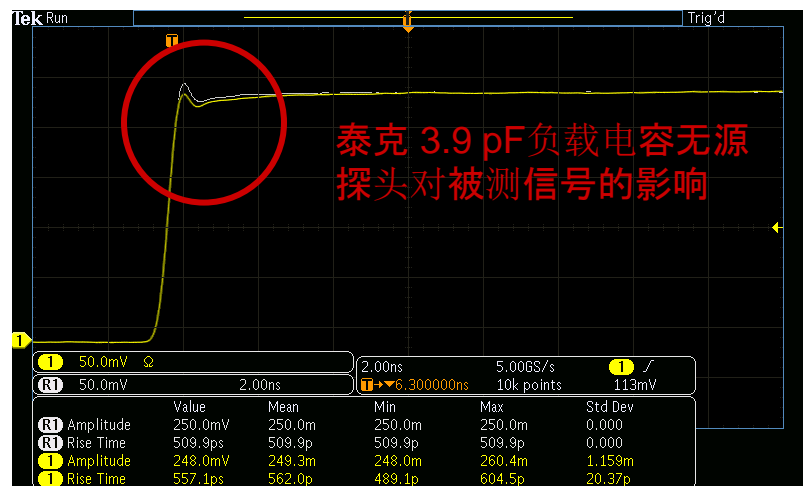 Tek Run Trig'd
T
T
泰克 3.9 pF负载电容无源
探头对被测信号的影响
1
1 50.0mV Ω
R1 50.0mV 2.00ns
2.00ns 5.00GS/s 1
T→▼6.300000ns 10k points 113mV
Value Mean Min Max Std Dev
R1 Amplitude 250.0mV 250.0m 250.0m 250.0m 0.000
R1 Rise Time 509.9ps 509.9p 509.9p 509.9p 0.000
1 Amplitude 248.0mV 249.3m 248.0m 260.4m 1.159m
1 Rise Time 557.1ps 562.0p 489.1p 604.5p 20.37p